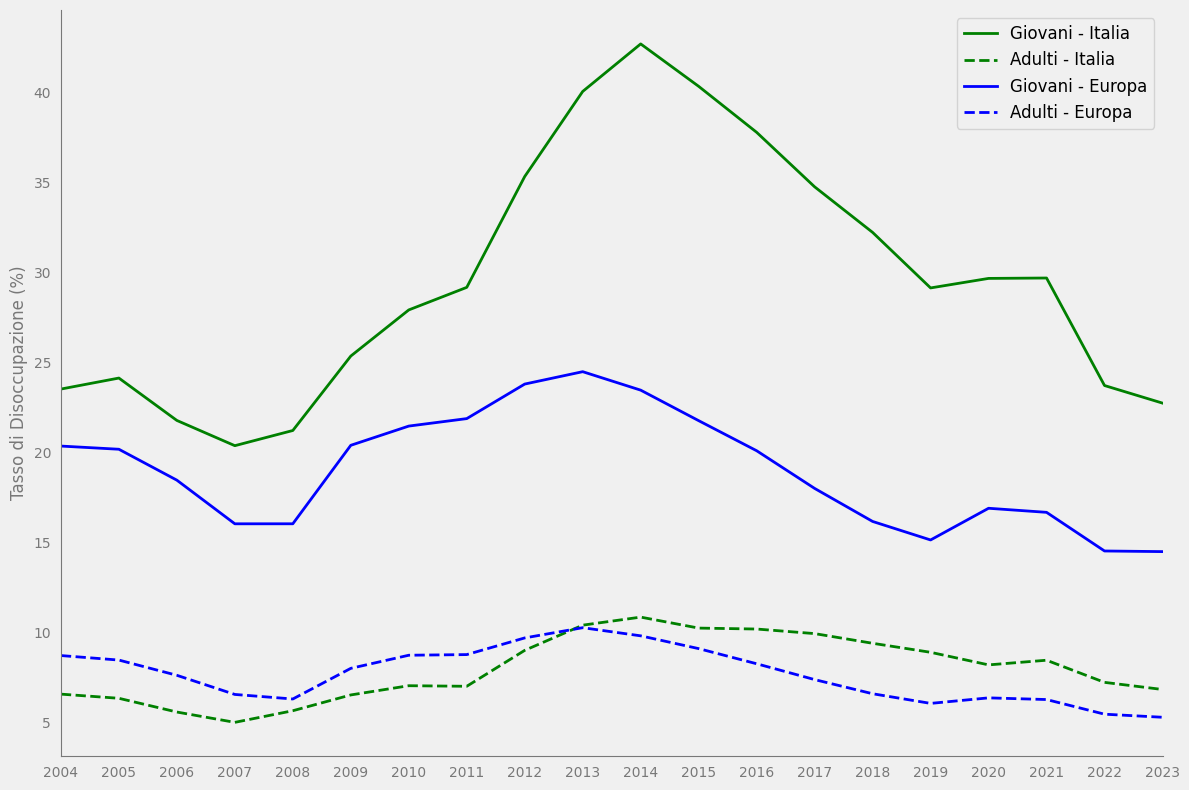 Giovani - Italia
Adulti - Italia
Giovani - Europa
Adulti - Europa
Tasso di Disoccupazione (%)
40
35
30
25
20
15
10
5
2004 2005 2006 2007 2008 2009 2010 2011 2012 2013 2014 2015 2016 2017 2018 2019 2020 2021 2022 2023